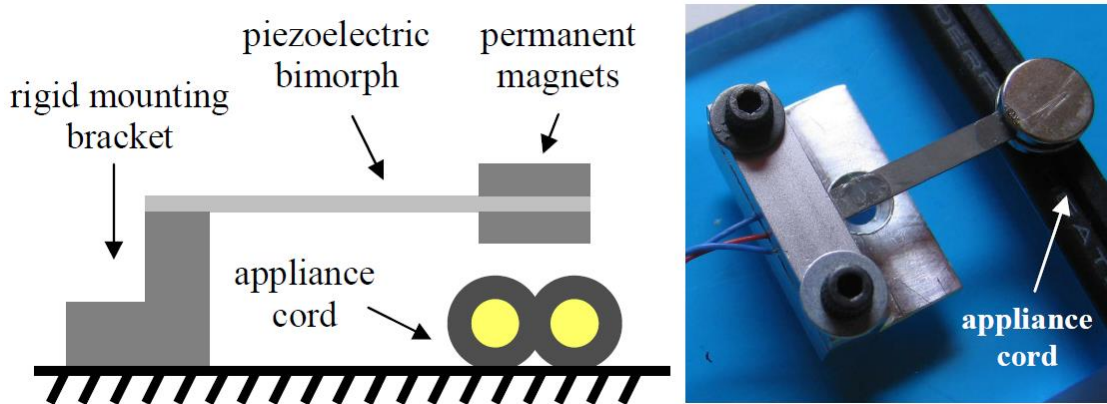 rigid mounting
bracket
piezoelectric
bimorph
permanent
magnets
appliance
cord
appliance
cord